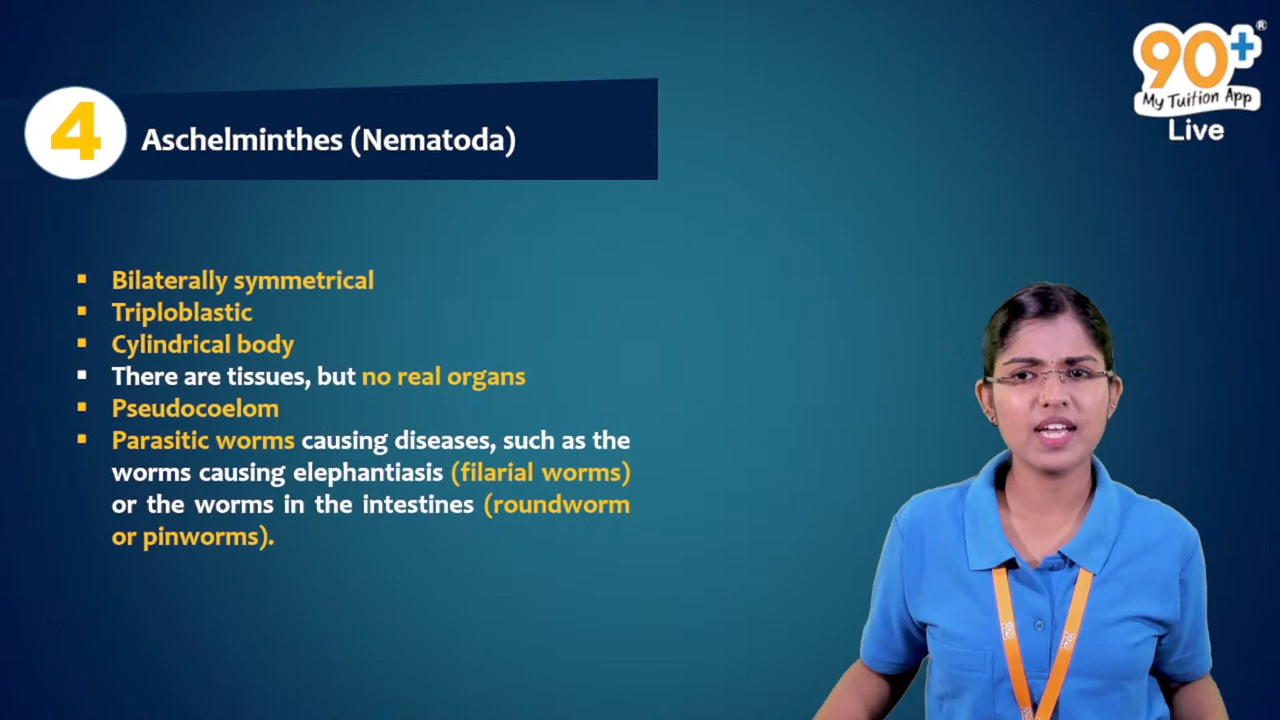 90+
®
My Tuition App
Live
4
Aschelminthes (Nematoda)
▪ Bilaterally symmetrical
▪ Triploblastic
▪ Cylindrical body
▪ There are tissues, but no real organs
▪ Pseudocoelom
▪ Parasitic worms causing diseases, such as the
worms causing elephantiasis (filarial worms)
or the worms in the intestines (roundworm
or pinworms).